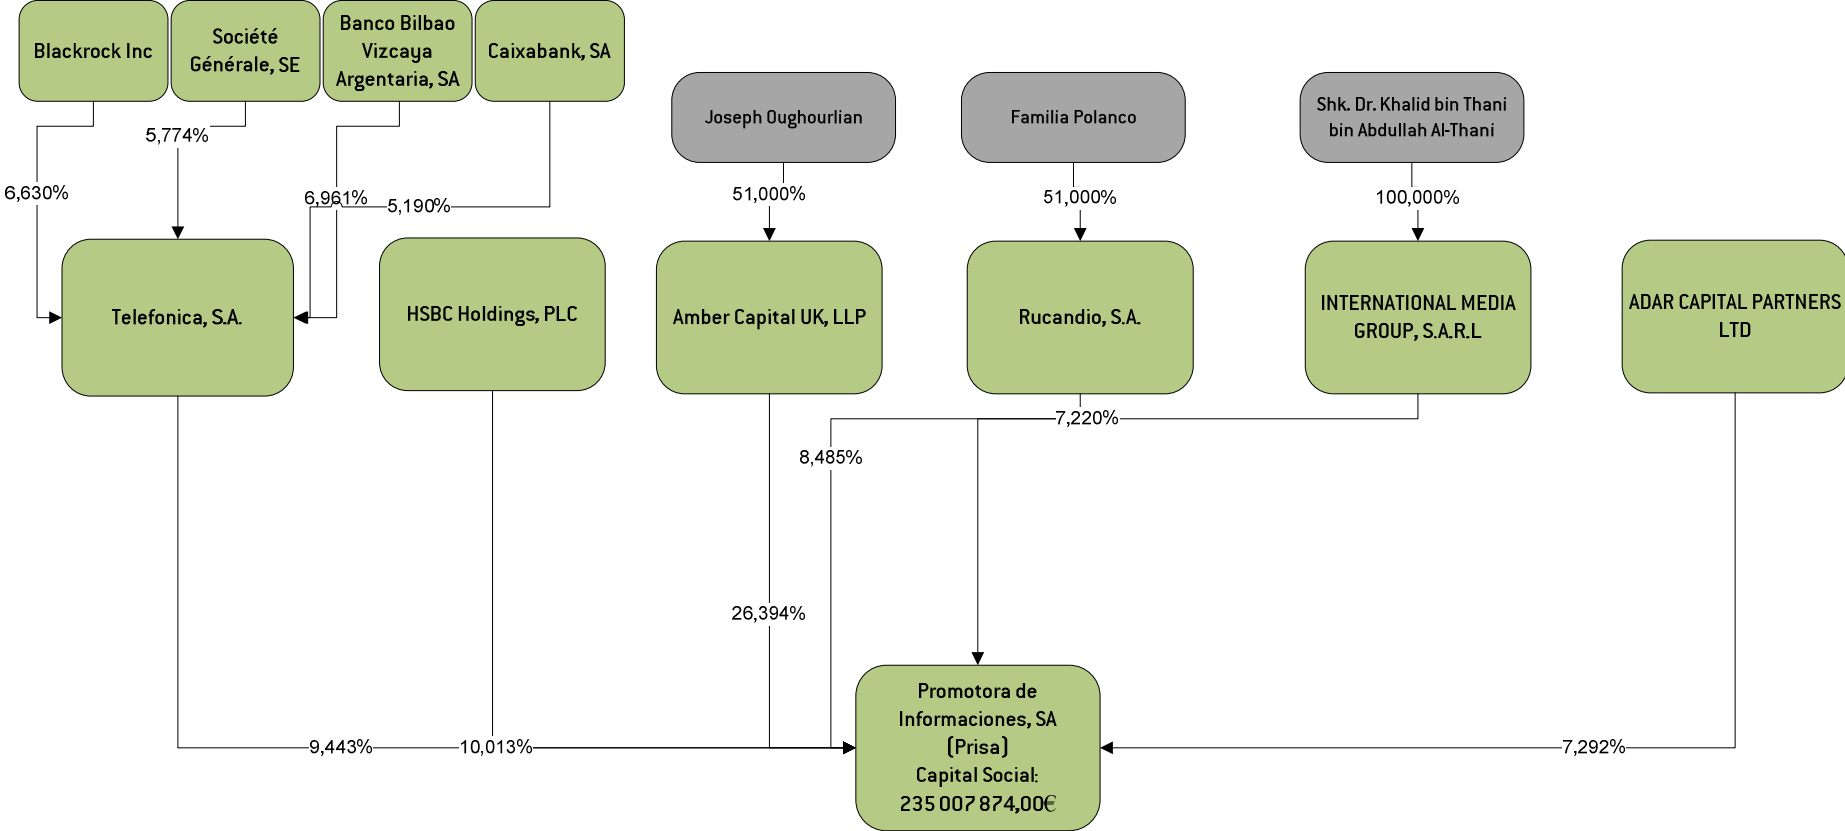 Blackrock Inc
Société
Générale, SE
Banco Bilbao
Vizcaya
Argentaria, SA
Caixabank, SA
Joseph Oughourlian
Familia Polanco
Shk. Dr. Khalid bin Thani
bin Abdullah Al-Thani
6,630%
5,774%
6,961%
5,190%
51,000%
51,000%
100,000%
Telefonica, S.A.
HSBC Holdings, PLC
Amber Capital UK, LLP
Rucandio, S.A.
INTERNATIONAL MEDIA
GROUP, S.A.R.L
ADAR CAPITAL PARTNERS
LTD
7,220%
8,485%
26,394%
9,443%
10,013%
7,292%
Promotora de
Informaciones, SA
(Prisa)
Capital Social:
235 007 874,00€